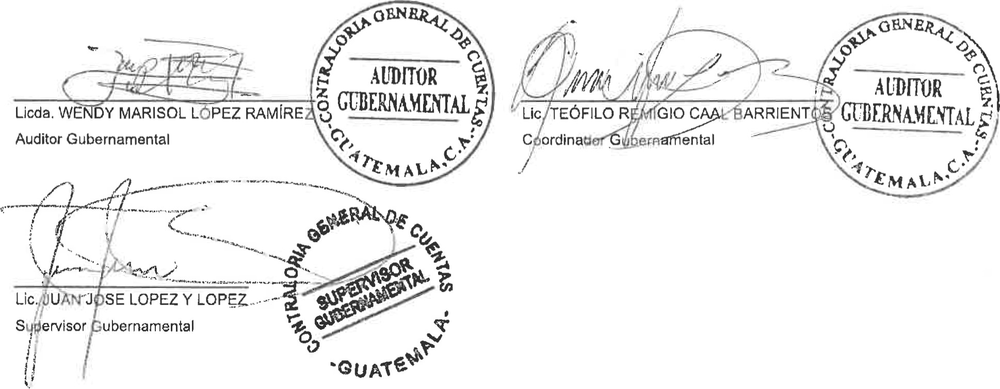 Licda. WENDY MARISOL LÓPEZ RAMÍREZ
Auditor Gubernamental
CONTRALORIA GENERAL DE CUENTAS.-
AUDITOR
GUBERNAMENTAL
-GUATEMALA, C.A.-
Lic. TEÓFILO REMIGIO CAAL BARRIENTOS
Coordinador Gubernamental
CONTRALORIA GENERAL DE CUENTAS.-
AUDITOR
GUBERNAMENTAL
-GUATEMALA, C.A.-
Lic. JUAN JOSE LOPEZ Y LOPEZ
Supervisor Gubernamental
CONTRALORIA GENERAL DE CUENTAS
SUPERVISOR
GUBERNAMENTAL
-GUATEMALA.-